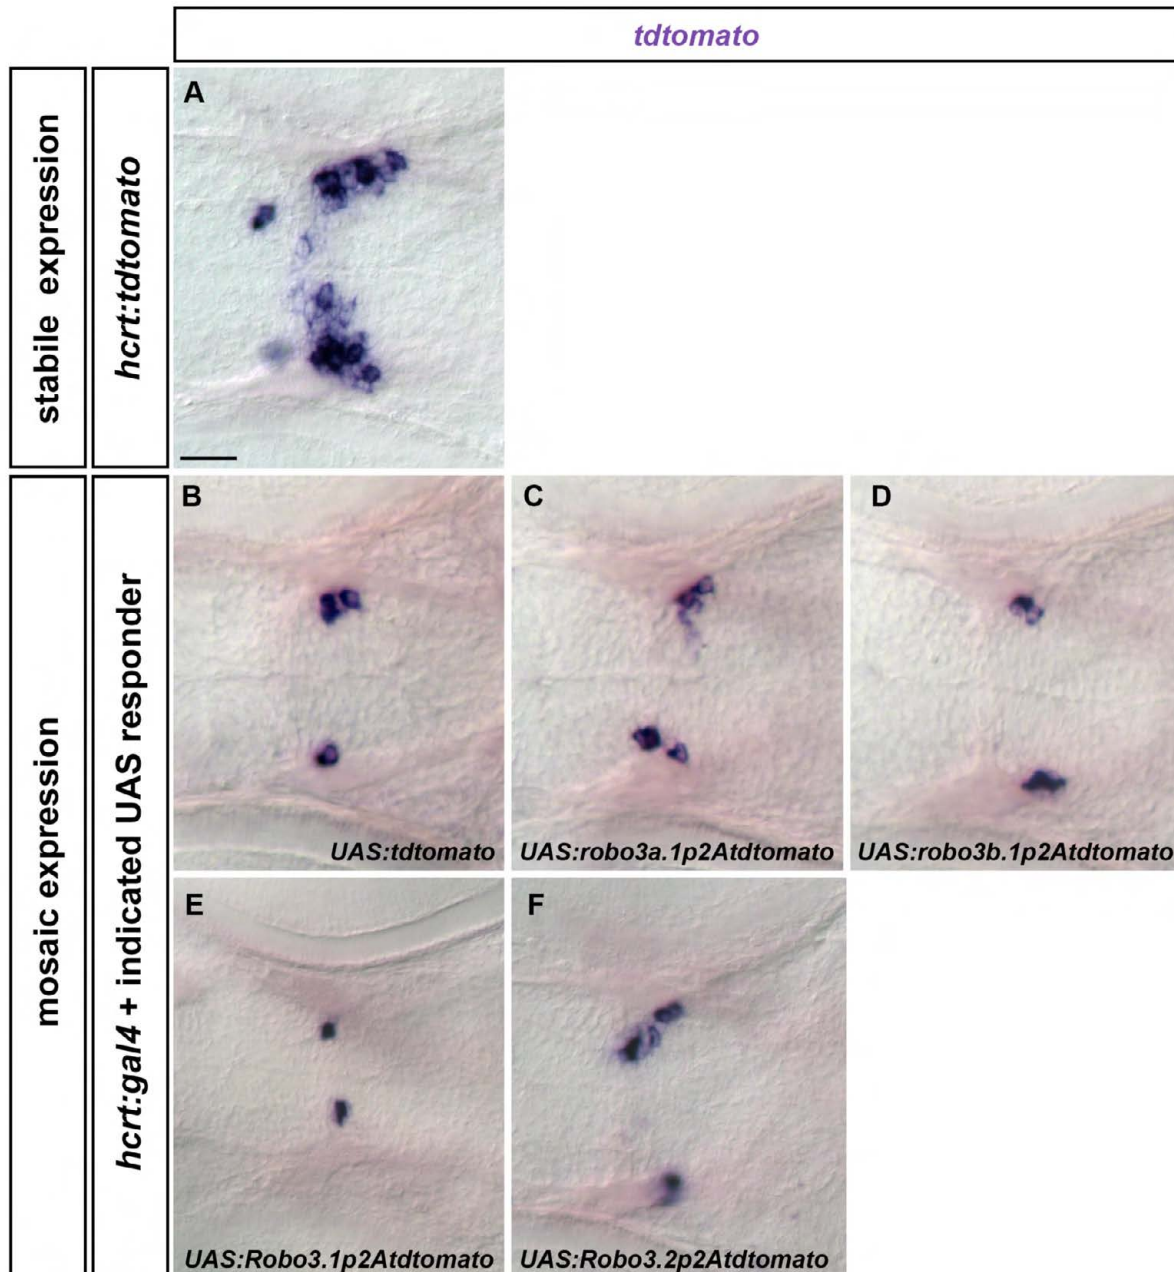 tdtomato
stabile expression
hcrt:tdtomato
A
mosaic expression
hcrt:gal4 + indicated UAS responder
B
UAS:tdtomato
C
UAS:robo3a.1p2Atdtomato
D
UAS:robo3b.1p2Atdtomato
E
UAS:Robo3.1p2Atdtomato
F
UAS:Robo3.2p2Atdtomato